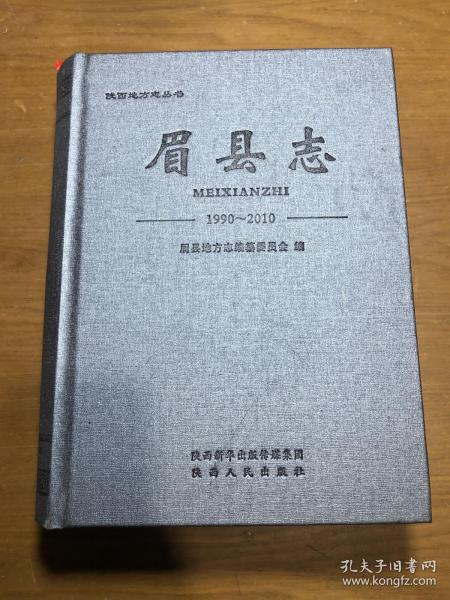 陕西地方志丛书
眉县志
MEIXIANZHI
1990～2010
眉县地方志编纂委员会 编
陕西新华出版传媒集团
陕西人民出版社
孔夫子旧书网
www.kongfz.com